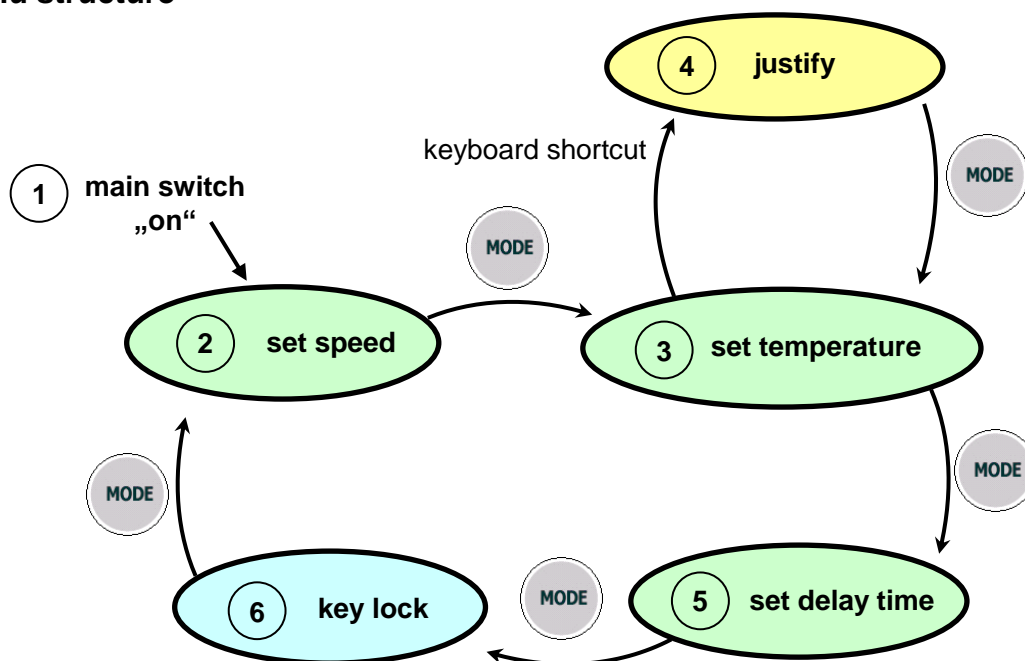 structure
4 justify
keyboard shortcut
MODE
1 main switch
„on“
MODE
2 set speed
3 set temperature
MODE
MODE
6 key lock
MODE
5 set delay time